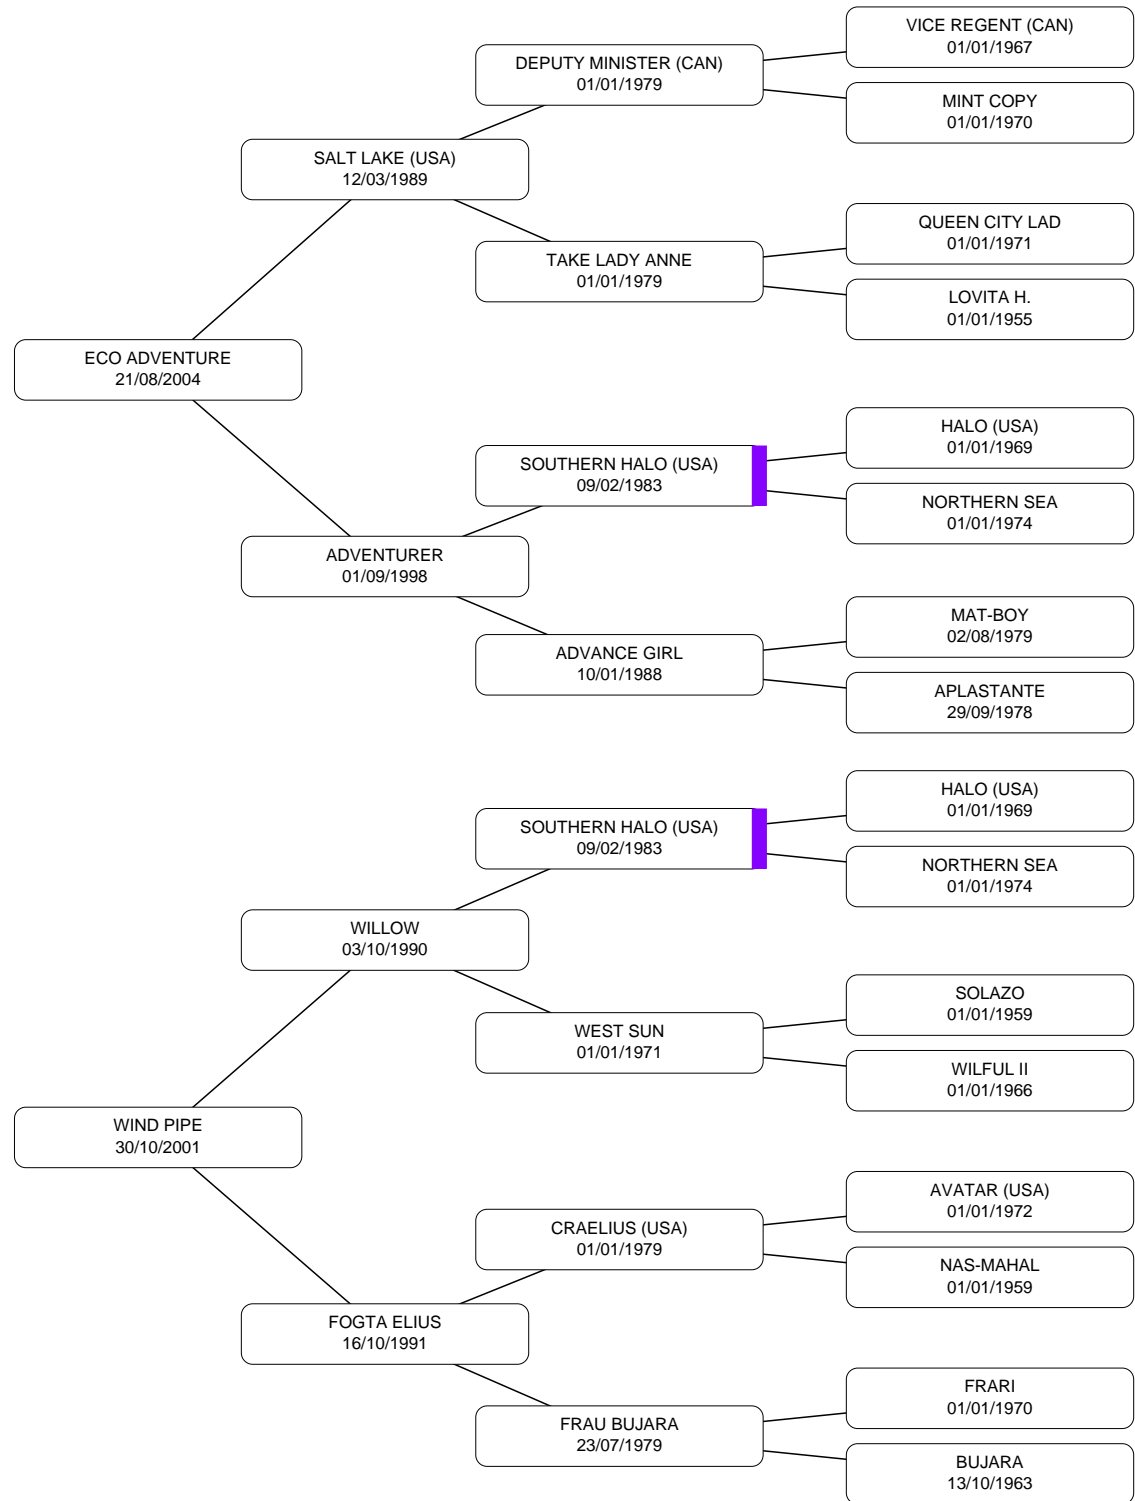 VICE REGENT (CAN)
01/01/1967
DEPUTY MINISTER (CAN)
01/01/1979
MINT COPY
01/01/1970
SALT LAKE (USA)
12/03/1989
QUEEN CITY LAD
01/01/1971
TAKE LADY ANNE
01/01/1979
LOVITA H.
01/01/1955
ECO ADVENTURE
21/08/2004
HALO (USA)
01/01/1969
SOUTHERN HALO (USA)
09/02/1983
NORTHERN SEA
01/01/1974
ADVENTURER
01/09/1998
MAT-BOY
02/08/1979
ADVANCE GIRL
10/01/1988
APLASTANTE
29/09/1978
HALO (USA)
01/01/1969
SOUTHERN HALO (USA)
09/02/1983
NORTHERN SEA
01/01/1974
WILLOW
03/10/1990
SOLAZO
01/01/1959
WEST SUN
01/01/1971
WILFUL II
01/01/1966
WIND PIPE
30/10/2001
AVATAR (USA)
01/01/1972
CRAELIUS (USA)
01/01/1979
NAS-MAHAL
01/01/1959
FOGTA ELIUS
16/10/1991
FRARI
01/01/1970
FRAU BUJARA
23/07/1979
BUJARA
13/10/1963